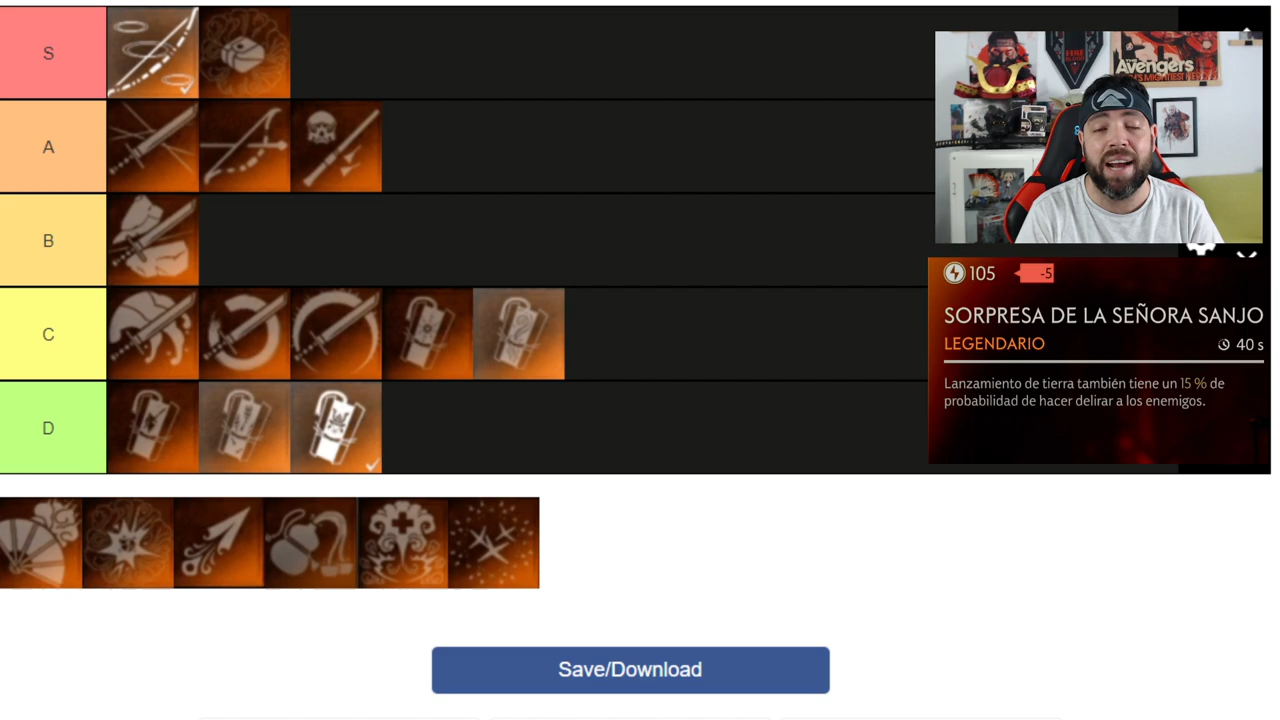 S
A
B
C
D
Avengers
105
-5
SORPRESA DE LA SEÑORA SANJO
LEGENDARIO
40 s
Lanzamiento de tierra también tiene un 15 % de
probabilidad de hacer delirar a los enemigos.
Save/Download